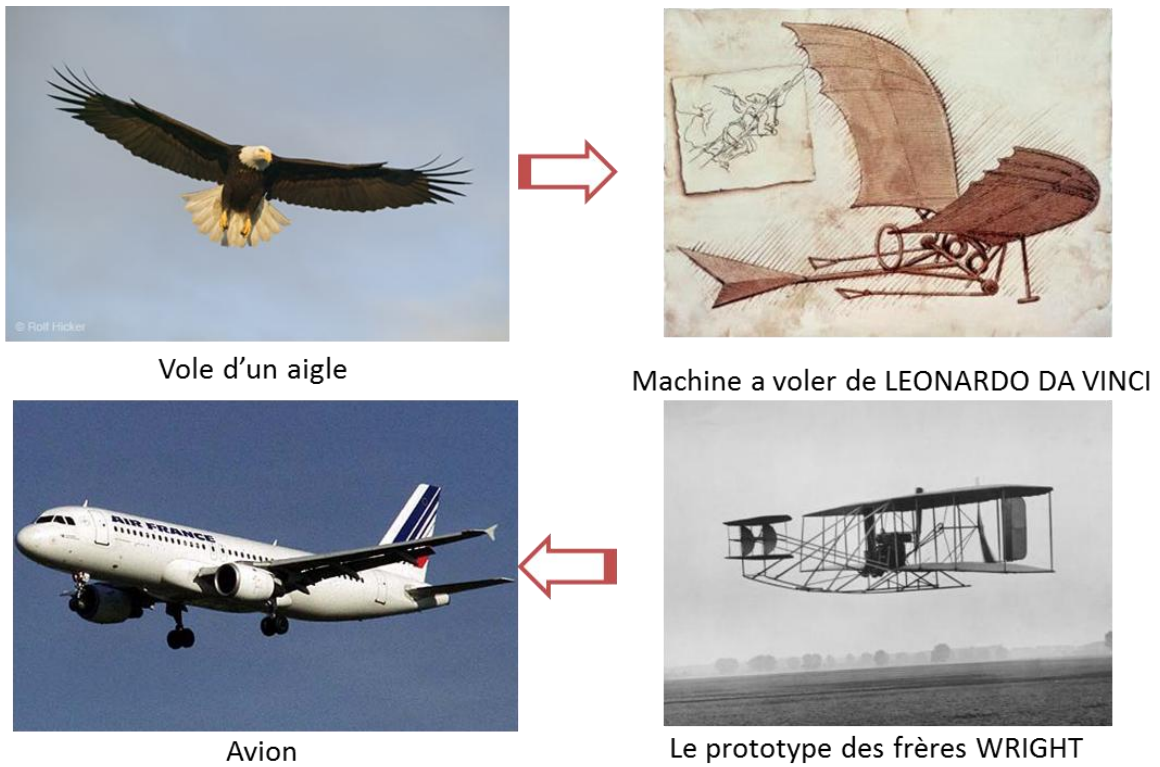 © Rolf Hicker
Vole d'un aigle
Machine a voler de LEONARDO DA VINCI
AIR FRANCE
Avion
Le prototype des frères WRIGHT